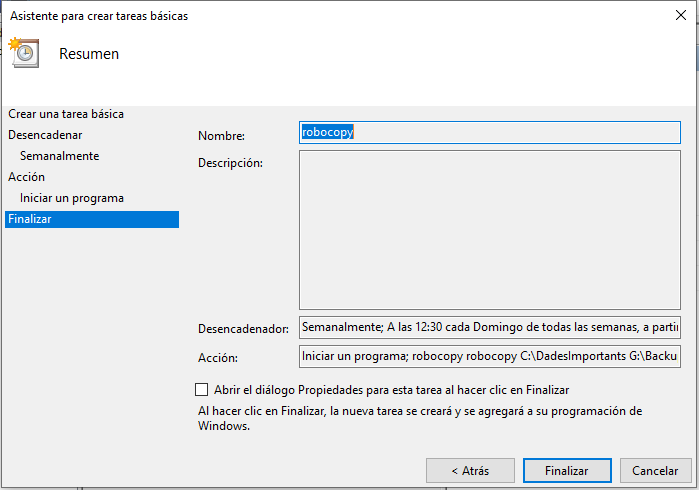 Asistente para crear tareas básicas
Resumen
Crear una tarea básica
Desencadenar
Semanalmente
Acción
Iniciar un programa
Finalizar
Nombre: robocopy
Descripción:
Desencadenador: Semanalmente; A las 12:30 cada Domingo de todas las semanas, a partir
Acción: Iniciar un programa; robocopy robocopy C:\DadesImportants G:\Backu
Abrir el diálogo Propiedades para esta tarea al hacer clic en Finalizar
Al hacer clic en Finalizar, la nueva tarea se creará y se agregará a su programación de
Windows.
< Atrás Finalizar Cancelar